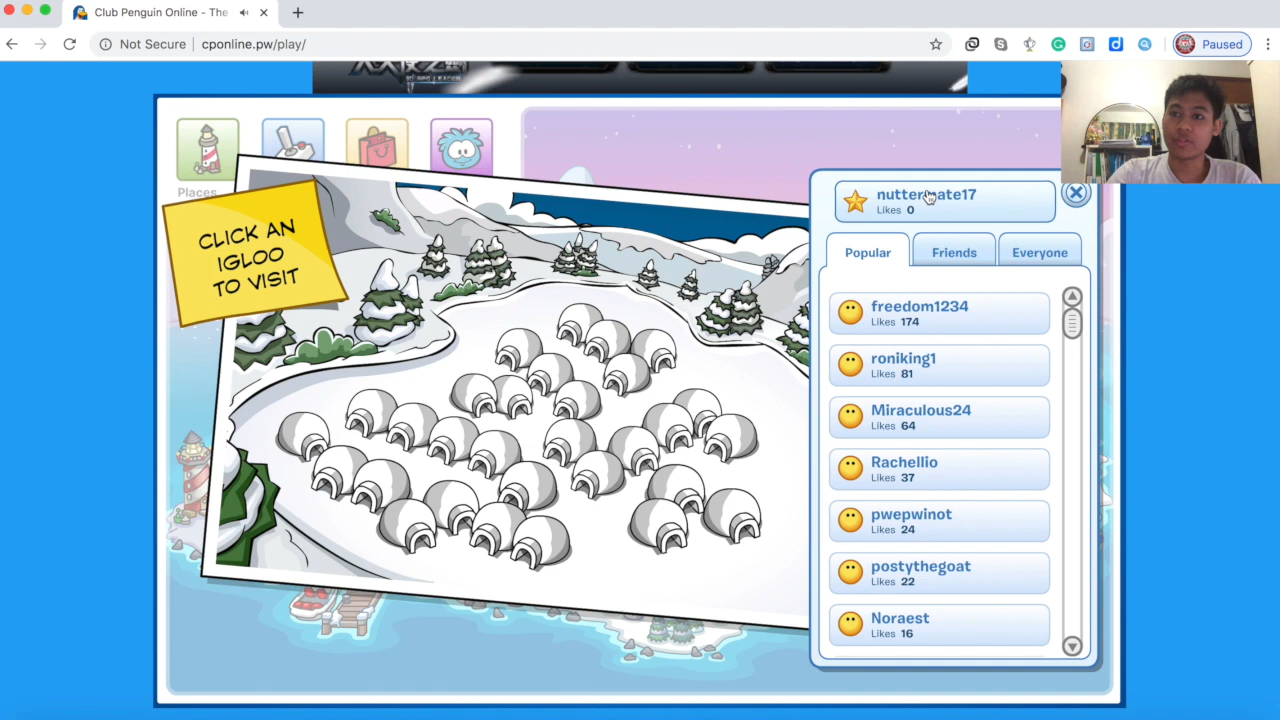 Club Penguin Online - The
Not Secure
cponline.pw/play/
Paused
Places
CLICK AN
IGLOO
TO VISIT
Likes 0
Popular
Friends
Everyone
freedom1234
Likes 174
roniking1
Likes 81
Miraculous24
Likes 64
Rachellio
Likes 37
pwepwinot
Likes 24
postythegoat
Likes 22
Noraest
Likes 16